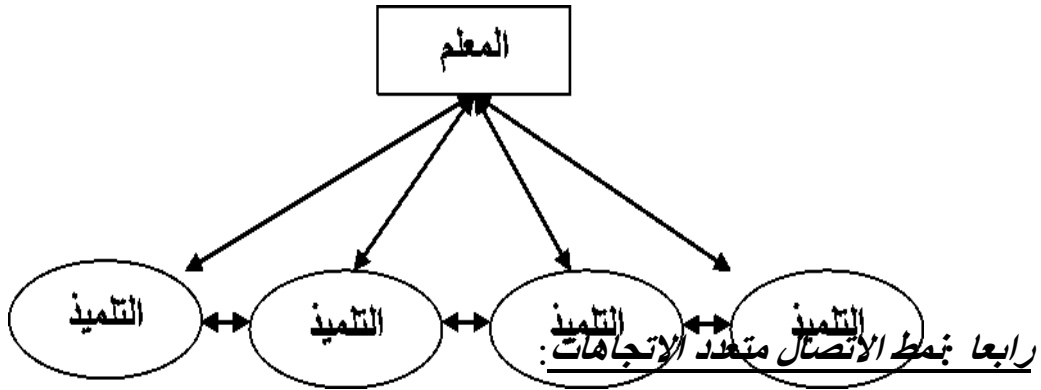 المعلم
التلميذ التلميذ التلميذ التلميذ
رابعا :نمط الاتصال متعدد الاتجاهات: